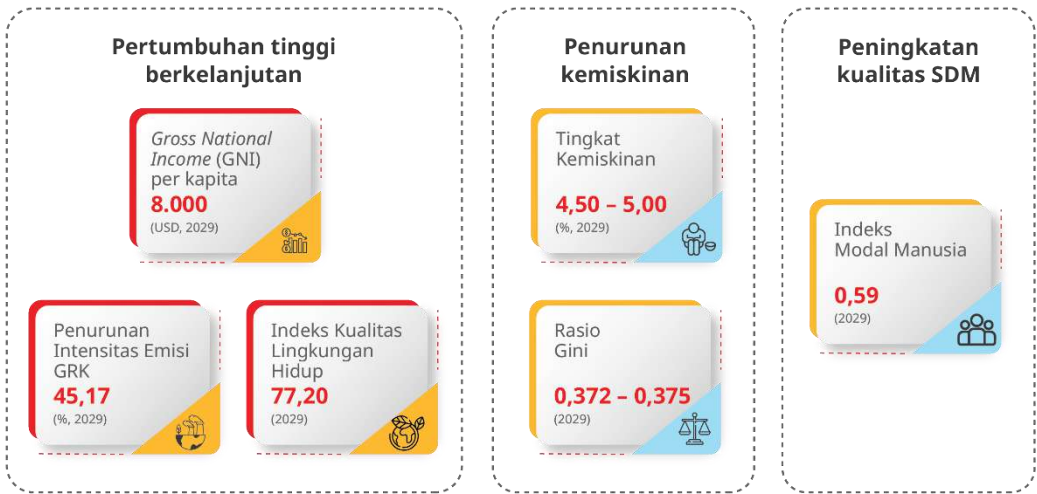 Pertumbuhan tinggi
berkelanjutan
Gross National
Income (GNI)
per kapita
8.000
(USD, 2029)
Penurunan
Intensitas Emisi
GRK
45,17
(%, 2029)
Indeks Kualitas
Lingkungan
Hidup
77,20
(2029)
Penurunan
kemiskinan
Tingkat
Kemiskinan
4,50 – 5,00
(%, 2029)
Rasio
Gini
0,372 – 0,375
(2029)
Peningkatan
kualitas SDM
Indeks
Modal Manusia
0,59
(2029)